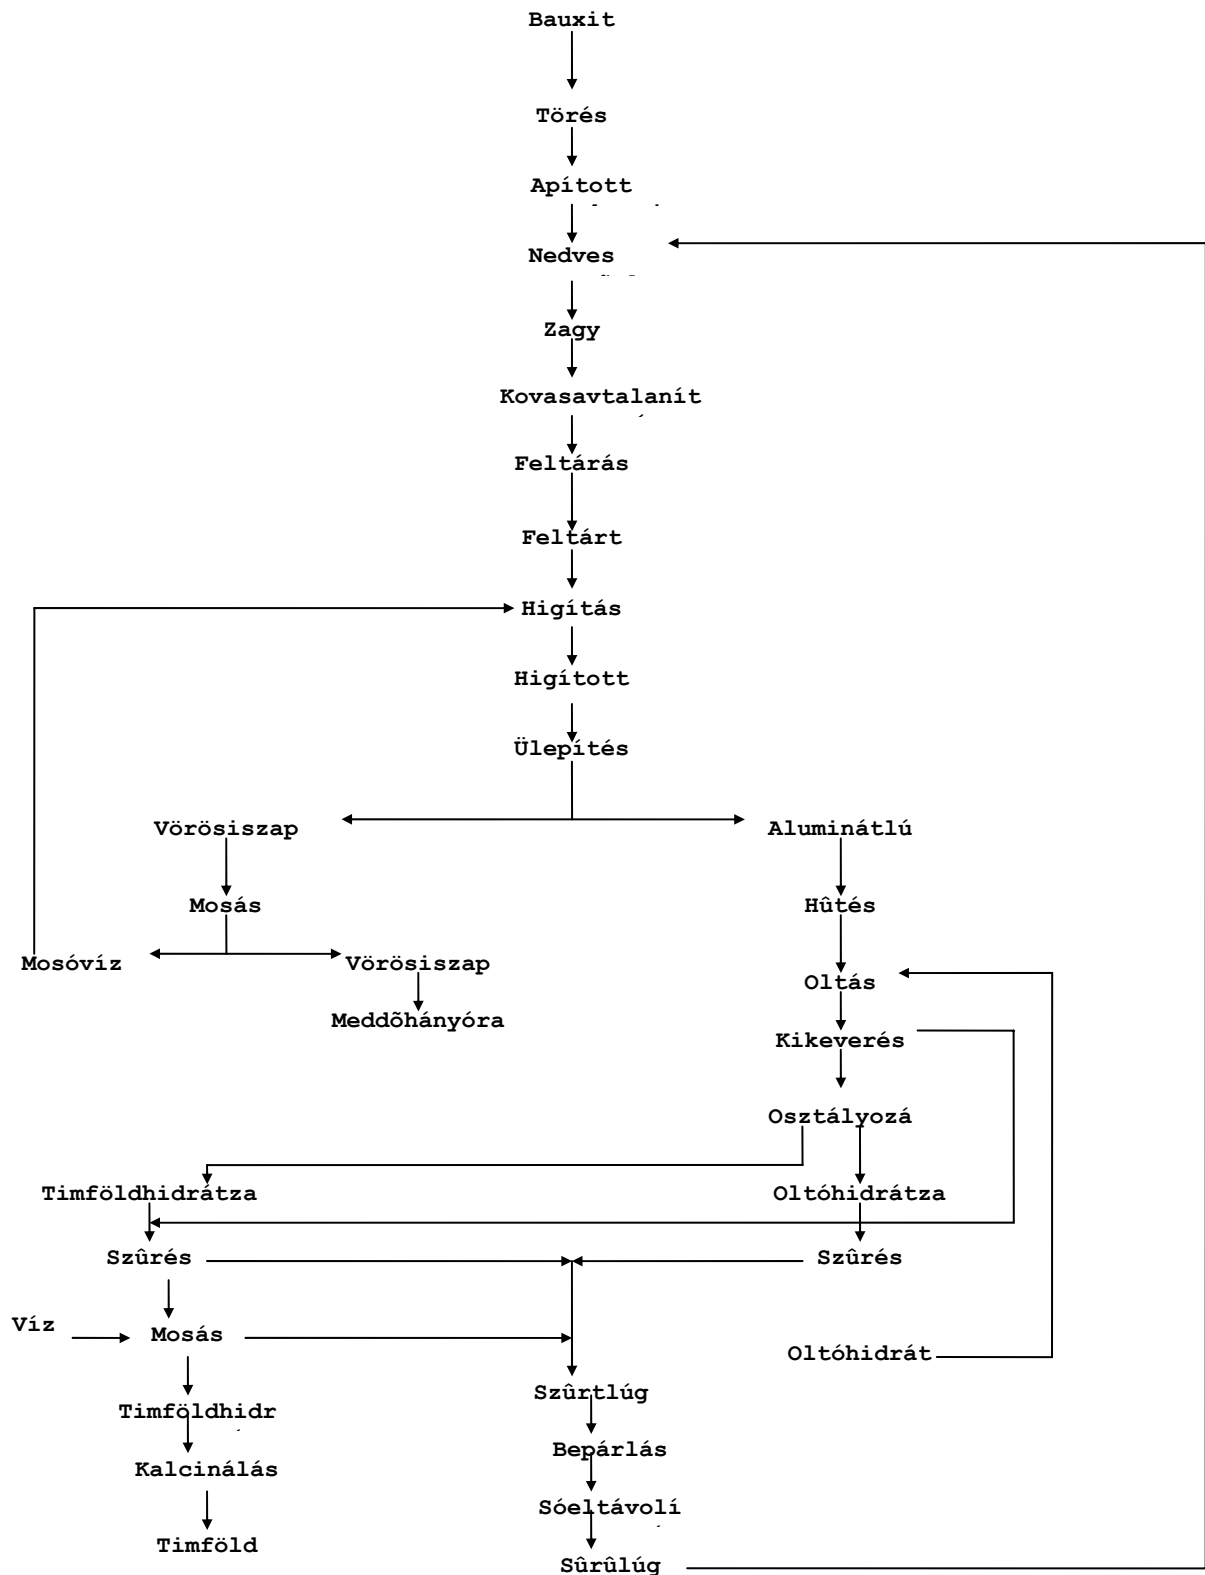 Bauxit
Törés
Apított
Nedves
Zagy
Kovasavtalanít
Feltárás
Feltárt
Higítás
Higított
Ülepítés
Vörösiszap
Aluminátlú
Mosás
Hûtés
Mosóvíz
Vörösiszap
Oltás
Meddõhányóra
Kikeverés
Osztályozá
Timföldhidrátza
Oltóhidrátza
Szûrés
Szûrés
Víz
Mosás
Oltóhidrát
Szûrtlúg
Timföldhidr
Bepárlás
Kalcinálás
Sóeltávolí
Timföld
Sûrûlúg